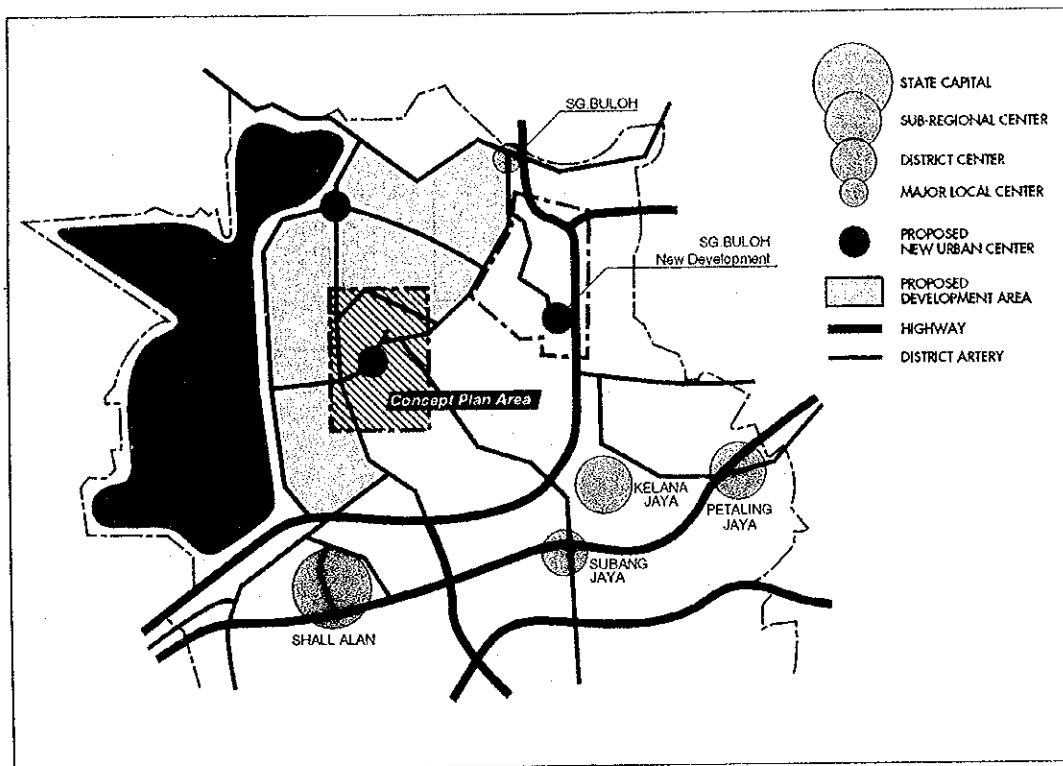 SG.BULOH
SG.BULOH
New Development
Concept Plan Area
KELANA
JAYA
PETALING
JAYA
SUBANG
JAYA
SHALL ALAN
STATE CAPITAL
SUB-REGIONAL CENTER
DISTRICT CENTER
MAJOR LOCAL CENTER
PROPOSED
NEW URBAN CENTER
PROPOSED
DEVELOPMENT AREA
HIGHWAY
DISTRICT ARTERY